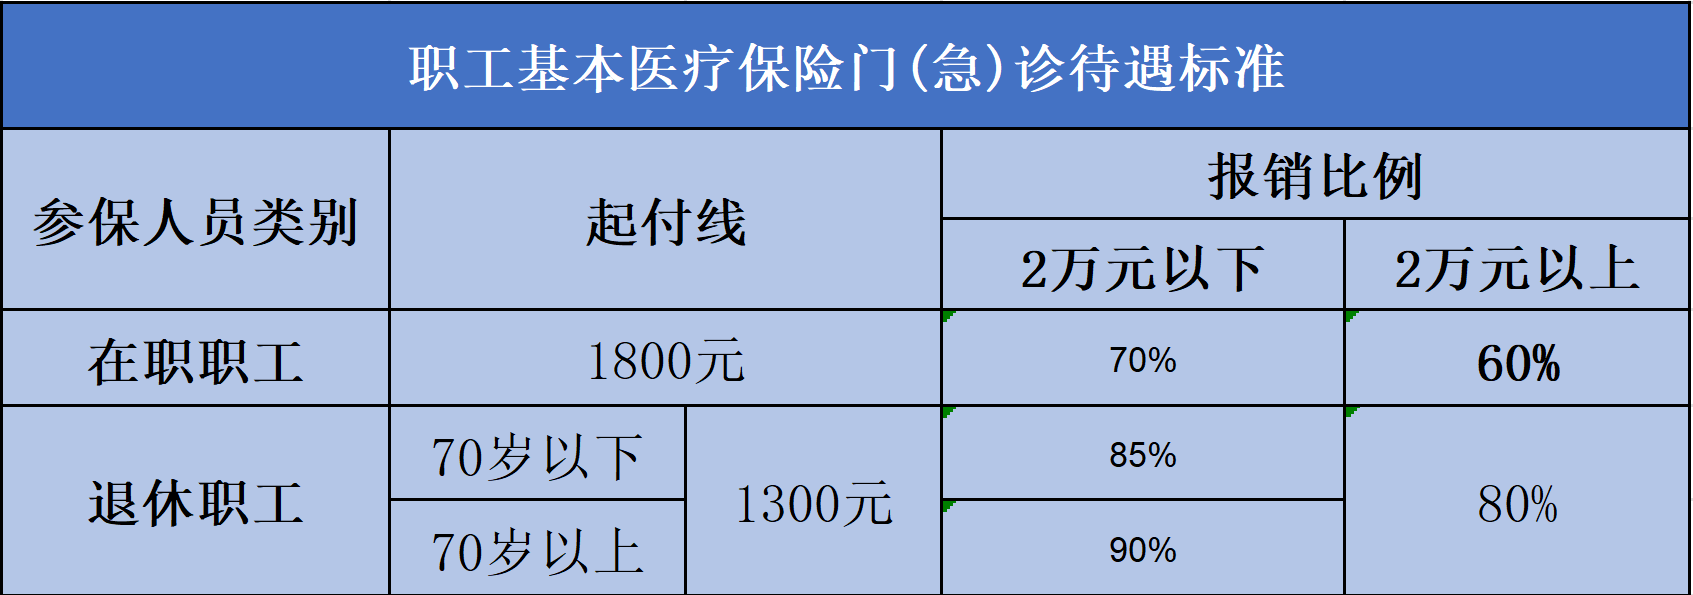 职工基本医疗保险门(急)诊待遇标准
参保人员类别
起付线
报销比例
2万元以下
2万元以上
在职职工
1800元
70%
60%
退休职工
70岁以下
1300元
85%
80%
70岁以上
90%